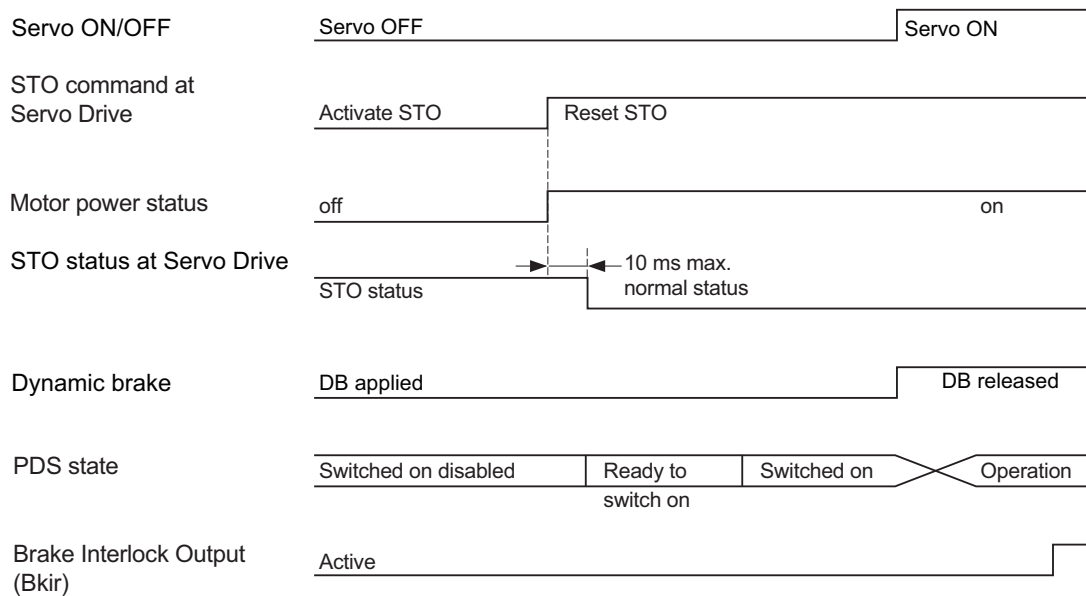 Servo ON/OFF
Servo OFF
Servo ON
STO command at
Servo Drive
Activate STO
Reset STO
Motor power status
off
on
STO status at Servo Drive
STO status
10 ms max.
normal status
Dynamic brake
DB applied
DB released
PDS state
Switched on disabled
Ready to
switch on
Switched on
Operation
Brake Interlock Output
(Bkir)
Active